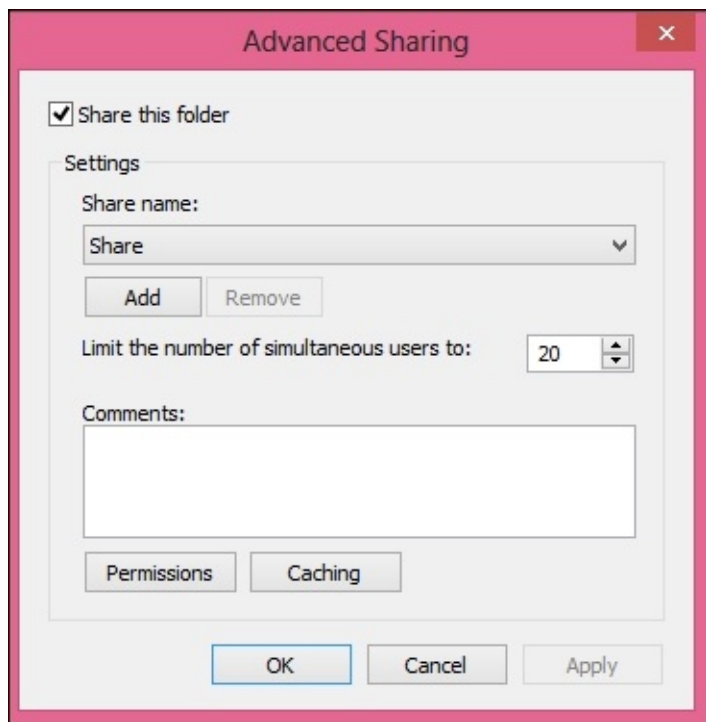 Advanced Sharing
Share this folder
Settings
Share name:
Share
Add Remove
Limit the number of simultaneous users to: 20
Comments:
Permissions Caching
OK Cancel Apply